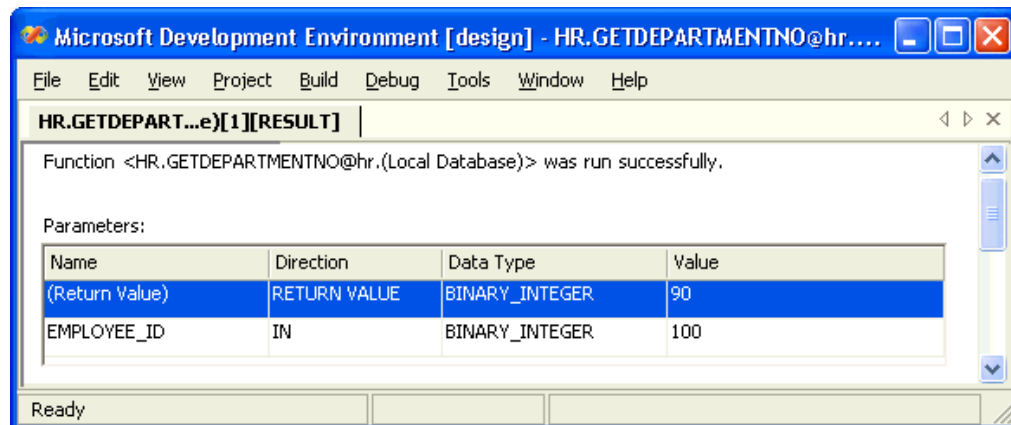 Microsoft Development Environment [design] - HR.GETDEPARTMENTNO@hr....
File Edit View Project Build Debug Tools Window Help
HR.GETDEPART...e)[1][RESULT]
Function <HR.GETDEPARTMENTNO@hr.(Local Database)> was run successfully.
Parameters:
Name Direction Data Type Value
(Return Value) RETURN VALUE BINARY_INTEGER 90
EMPLOYEE_ID IN BINARY_INTEGER 100
Ready